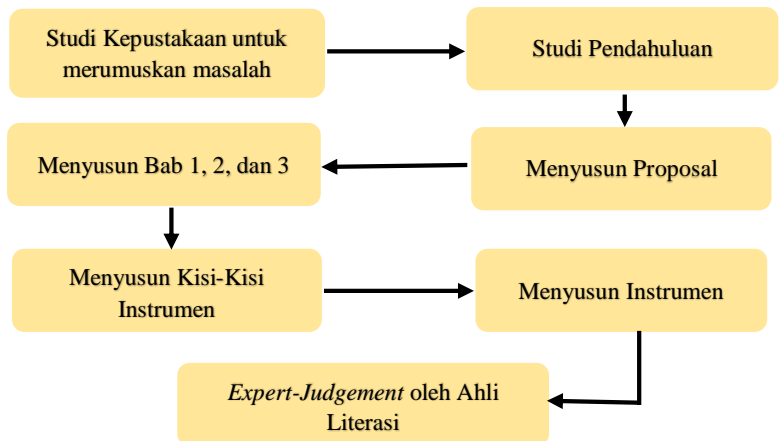 Studi Kepustakaan untuk
merumuskan masalah
Studi Pendahuluan
Menyusun Proposal
Menyusun Bab 1, 2, dan 3
Menyusun Kisi-Kisi
Instrumen
Menyusun Instrumen
Expert-Judgement oleh Ahli
Literasi